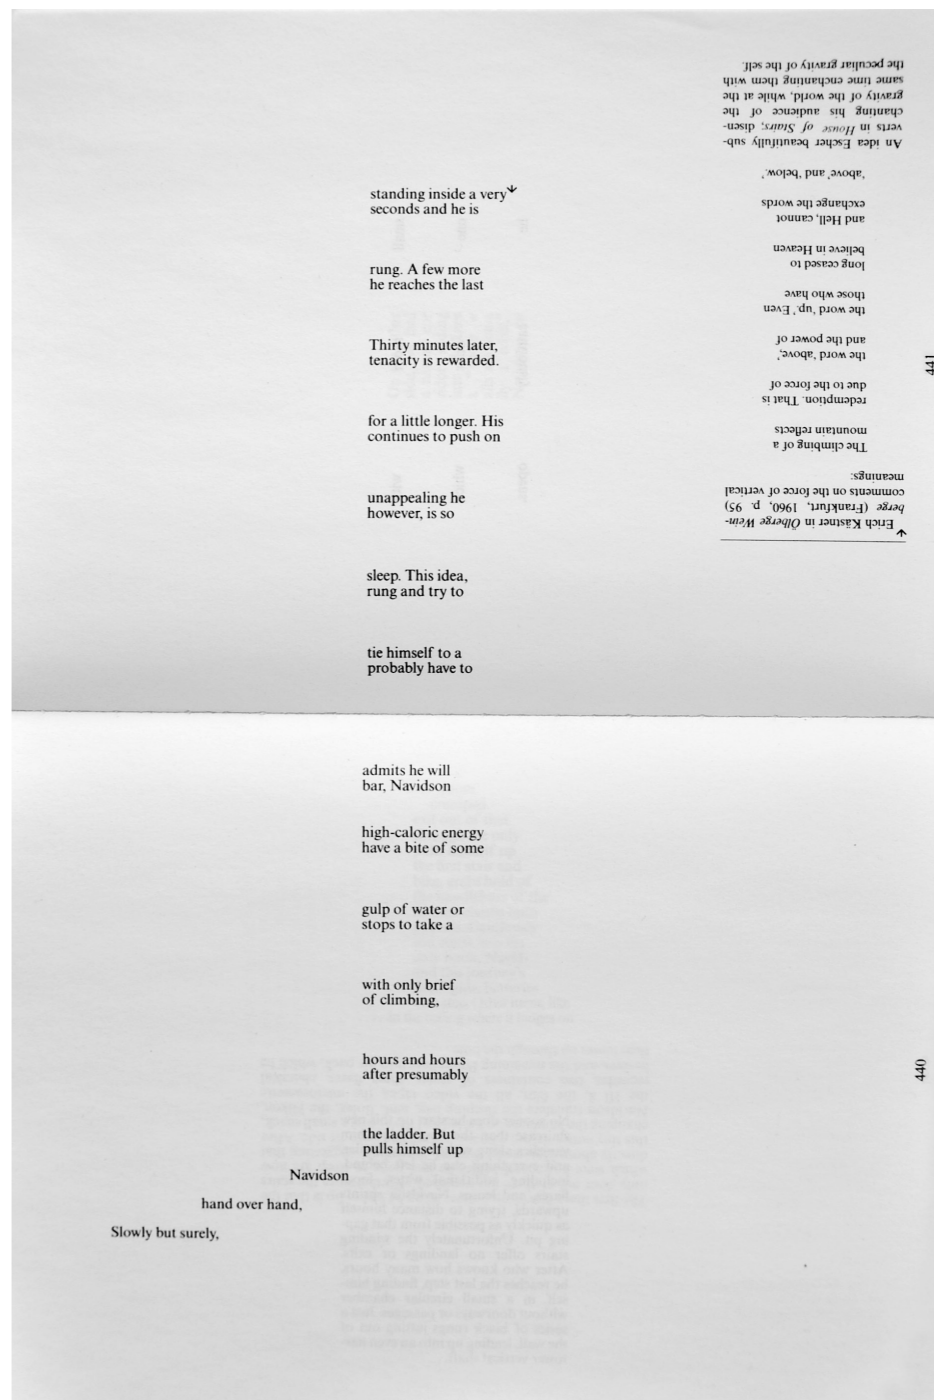 Slowly but surely,
hand over hand,
Navidson
pulls himself up
the ladder. But
after presumably
hours and hours
of climbing,
with only brief
stops to take a
gulp of water or
have a bite of some
high-caloric energy
bar, Navidson
admits he will
440
probably have to
tie himself to a
rung and try to
sleep. This idea,
however, is so
unappealing he
continues to push on
for a little longer. His
tenacity is rewarded.
Thirty minutes later,
he reaches the last
rung. A few more
seconds and he is
standing inside a very↓
↓
Erich Kästner in Ölberge Wein-
berge (Frankfurt, 1960, p. 95)
comments on the force of vertical
meanings:
The climbing of a
mountain reflects
redemption. That is
due to the force of
the word ‚above,‘
and the power of
the word ‚up.‘ Even
those who have
long ceased to
believe in Heaven
and Hell, cannot
exchange the words
‚above‘ and ‚below.‘
An idea Escher beautifully sub-
verts in House of Stairs; disen-
chanting his audience of the
gravity of the world, while at the
same time enchanting them with
the peculiar gravity of the self.
441